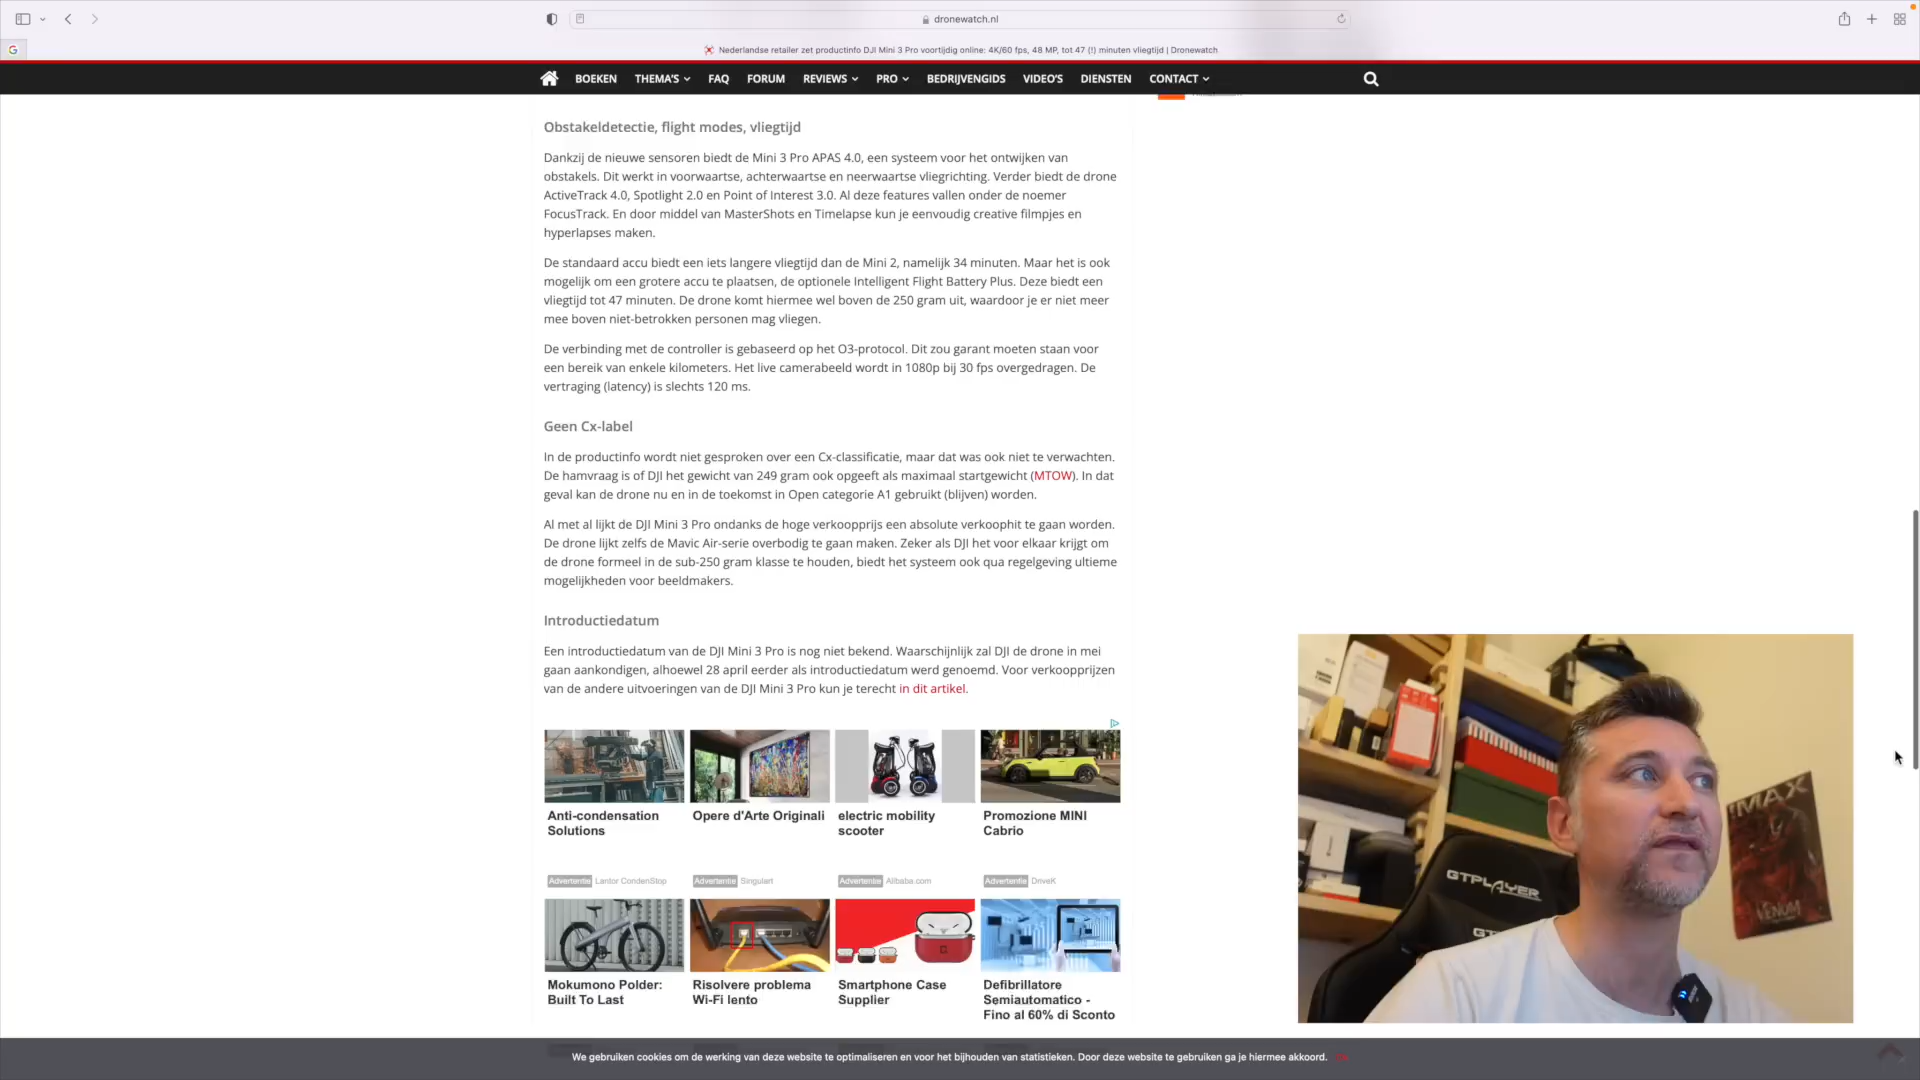 dronewatch.nl
Nederlandse retailer zet productinfo DJI Mini 3 Pro voortijdig online: 4K/60 fps, 48 MP, tot 47 (!) minuten vliegtijd | Dronewatch
BOEKEN THEMA'S FAQ FORUM REVIEWS PRO BEDRIJVENGIDS VIDEO'S DIENSTEN CONTACT
Obstakeldetectie, flight modes, vliegtijd
Dankzij de nieuwe sensoren biedt de Mini 3 Pro APAS 4.0, een systeem voor het ontwijken van
obstakels. Dit werkt in voorwaartse, achterwaartse en neerwaartse vliegrichting. Verder biedt de drone
ActiveTrack 4.0, Spotlight 2.0 en Point of Interest 3.0. Al deze features vallen onder de noemer
FocusTrack. En door middel van MasterShots en Timelapse kun je eenvoudig creative filmpjes en
hyperlapses maken.
De standaard accu biedt een iets langere vliegtijd dan de Mini 2, namelijk 34 minuten. Maar het is ook
mogelijk om een grotere accu te plaatsen, de optionele Intelligent Flight Battery Plus. Deze biedt een
vliegtijd tot 47 minuten. De drone komt hiermee wel boven de 250 gram uit, waardoor je er niet meer
mee boven niet-betrokken personen mag vliegen.
De verbinding met de controller is gebaseerd op het O3-protocol. Dit zou garant moeten staan voor
een bereik van enkele kilometers. Het live camerabeeld wordt in 1080p bij 30 fps overgedragen. De
vertraging (latency) is slechts 120 ms.
Geen Cx-label
In de productinfo wordt niet gesproken over een Cx-classificatie, maar dat was ook niet te verwachten.
De hamvraag is of DJI het gewicht van 249 gram ook opgeeft als maximaal startgewicht (MTOW). In dat
geval kan de drone nu en in de toekomst in Open categorie A1 gebruikt (blijven) worden.
Al met al lijkt de DJI Mini 3 Pro ondanks de hoge verkoopprijs een absolute verkoophit te gaan worden.
De drone lijkt zelfs de Mavic Air-serie overbodig te gaan maken. Zeker als DJI het voor elkaar krijgt om
de drone formeel in de sub-250 gram klasse te houden, biedt het systeem ook qua regelgeving ultieme
mogelijkheden voor beeldmakers.
Introductiedatum
Een introductiedatum van de DJI Mini 3 Pro is nog niet bekend. Waarschijnlijk zal DJI de drone in mei
gaan aankondigen, alhoewel 28 april eerder als introductiedatum werd genoemd. Voor verkoopprijzen
van de andere uitvoeringen van de DJI Mini 3 Pro kun je terecht in dit artikel.
Anti-condensation
Solutions
Opere d'Arte Originali
electric mobility
scooter
Promozione MINI
Cabrio
Advertentie Lantor CondenStop
Advertentie Singulart
Advertentie Alibaba.com
Advertentie DriveK
Mokumono Polder:
Built To Last
Risolvere problema
Wi-Fi lento
Smartphone Case
Supplier
Defibrillatore
Semiautomatico -
Fino al 60% di Sconto
GTPLAYER
IMAX
VENOM
We gebruiken cookies om de werking van deze website te optimaliseren en voor het bijhouden van statistieken. Door deze website te gebruiken ga je hiermee akkoord.